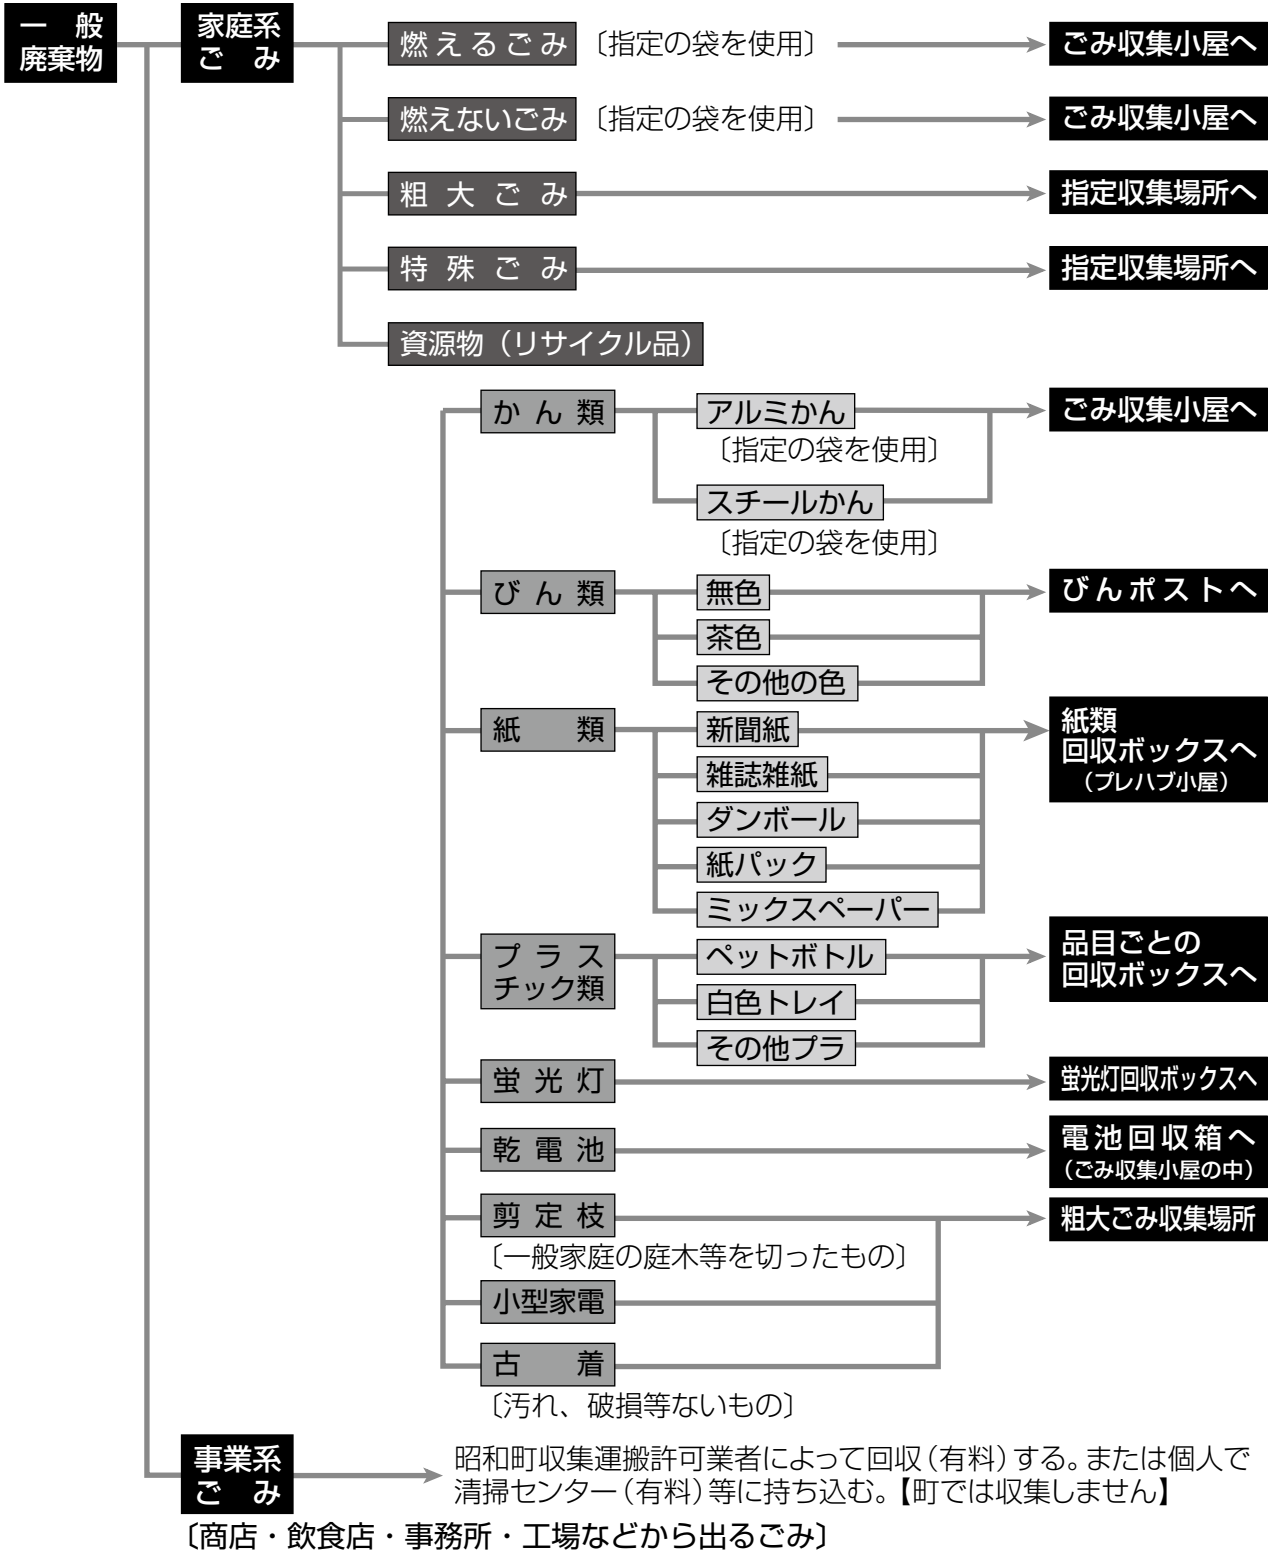 一般
廃棄物
家庭系
ごみ
燃えるごみ 〔指定の袋を使用〕 ごみ収集小屋へ
燃えないごみ 〔指定の袋を使用〕 ごみ収集小屋へ
粗大ごみ 指定収集場所へ
特殊ごみ 指定収集場所へ
資源物（リサイクル品）
かん類 アルミかん ごみ収集小屋へ
〔指定の袋を使用〕
スチールかん
〔指定の袋を使用〕
びん類 無色 びんポストへ
茶色
その他の色
紙類 新聞紙 紙類
回収ボックスへ
（プレハブ小屋）
雑誌雑紙
ダンボール
紙パック
ミックスペーパー
プラス
チック類
ペットボトル
品目ごとの
回収ボックスへ
白色トレイ
その他プラ
蛍光灯 蛍光灯回収ボックスへ
乾電池 電池回収箱へ
（ごみ収集小屋の中）
剪定枝 粗大ごみ収集場所
〔一般家庭の庭木等を切ったもの〕
小型家電
古着
〔汚れ、破損等ないもの〕
事業系
ごみ
昭和町収集運搬許可業者によって回収（有料）する。または個人で
清掃センター（有料）等に持ち込む。【町では収集しません】
〔商店・飲食店・事務所・工場などから出るごみ〕